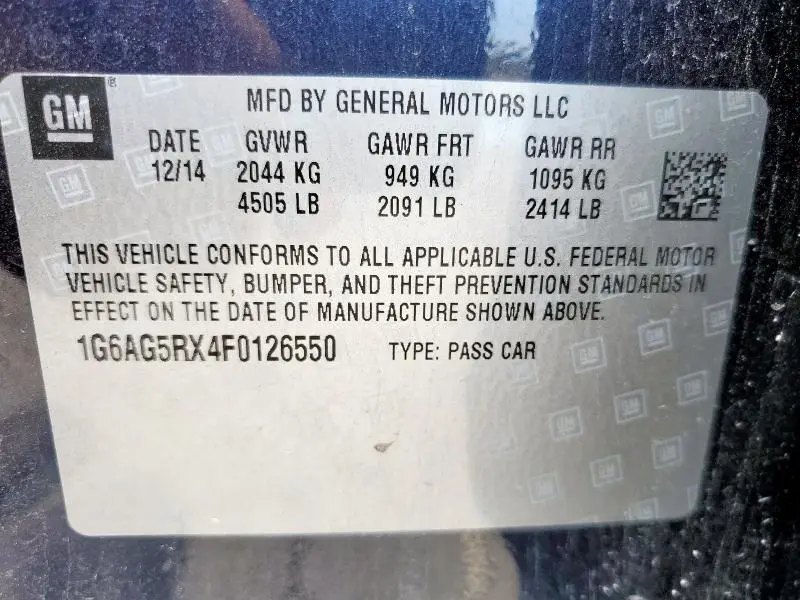 GM ®
MFD BY GENERAL MOTORS LLC
DATE GVWR GAWR FRT GAWR RR
12/14 2044 KG 949 KG 1095 KG
4505 LB 2091 LB 2414 LB
THIS VEHICLE CONFORMS TO ALL APPLICABLE U.S. FEDERAL MOTOR
VEHICLE SAFETY, BUMPER, AND THEFT PREVENTION STANDARDS IN
EFFECT ON THE DATE OF MANUFACTURE SHOWN ABOVE.
1G6AG5RX4F0126550 TYPE: PASS CAR